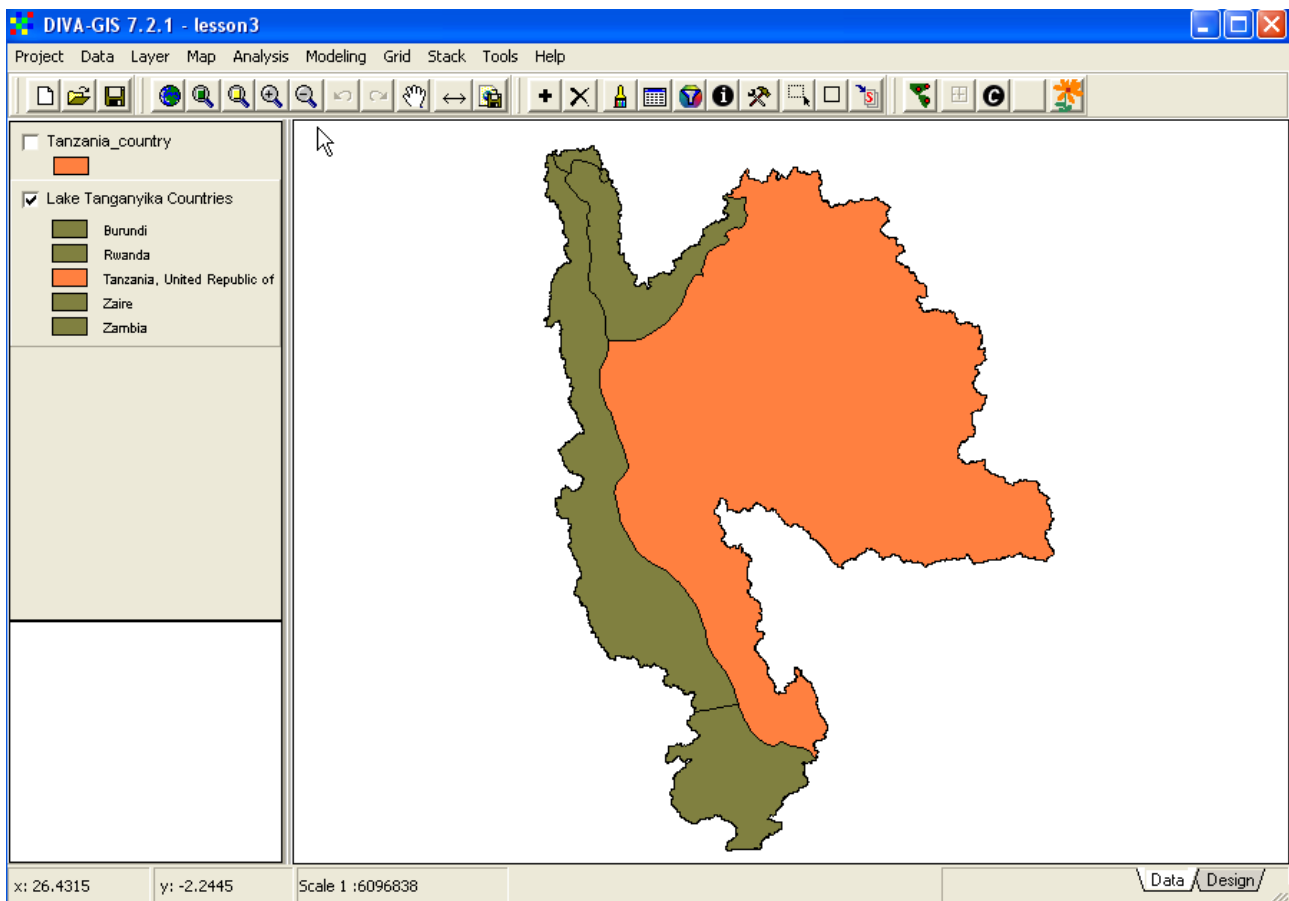 DIVA-GIS 7.2.1 - lesson3
Project Data Layer Map Analysis Modeling Grid Stack Tools Help
Tanzania_country
Lake Tanganyika Countries
Burundi
Rwanda
Tanzania, United Republic of
Zaire
Zambia
x: 26.4315 y: -2.2445 Scale 1 :6096838 Data Design